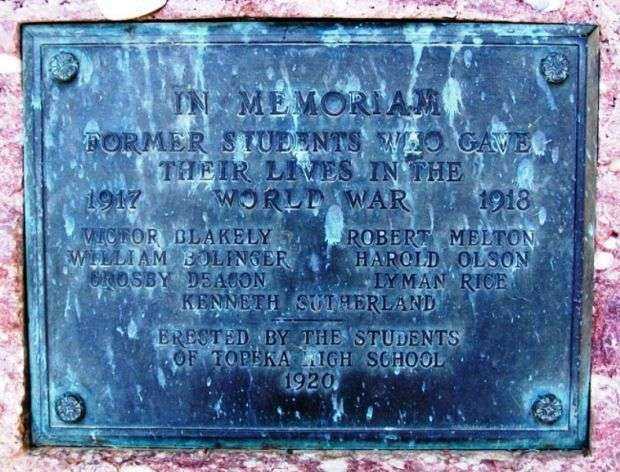 IN MEMORIAM
FORMER STUDENTS WHO GAVE
THEIR LIVES IN THE
1917 WORLD WAR 1918
VICTOR BLAKELY ROBERT MELTON
WILLIAM BOLINGER HAROLD OLSON
CROSBY DEACON LYMAN RICE
KENNETH SUTHERLAND
ERECTED BY THE STUDENTS
OF TOPEKA HIGH SCHOOL
1920